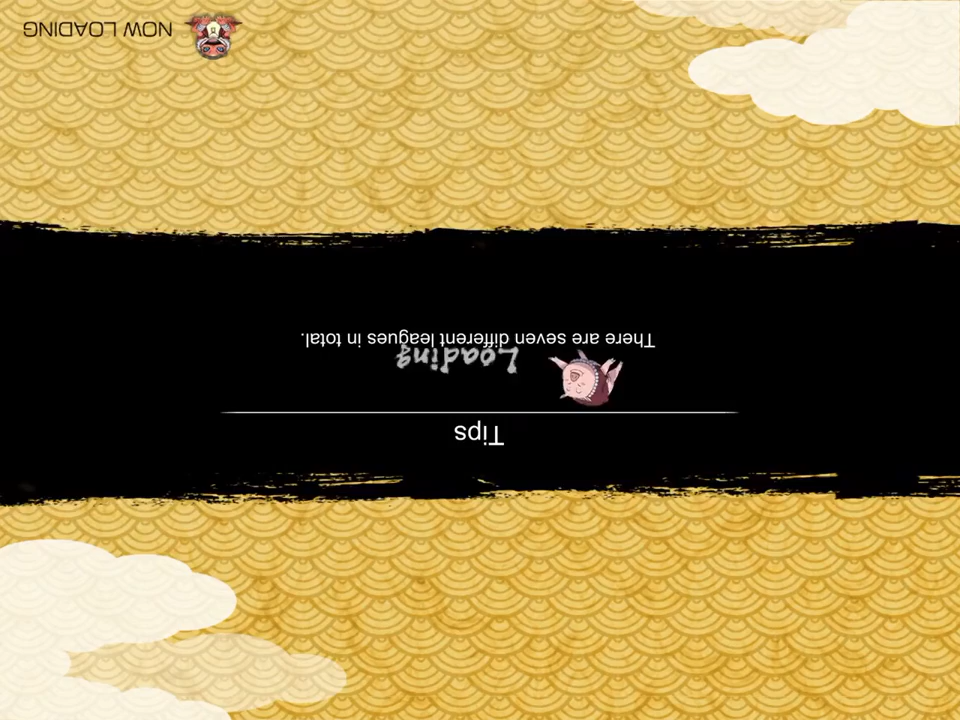 Tips
There are seven different leagues in total.
Loading
NOW LOADING